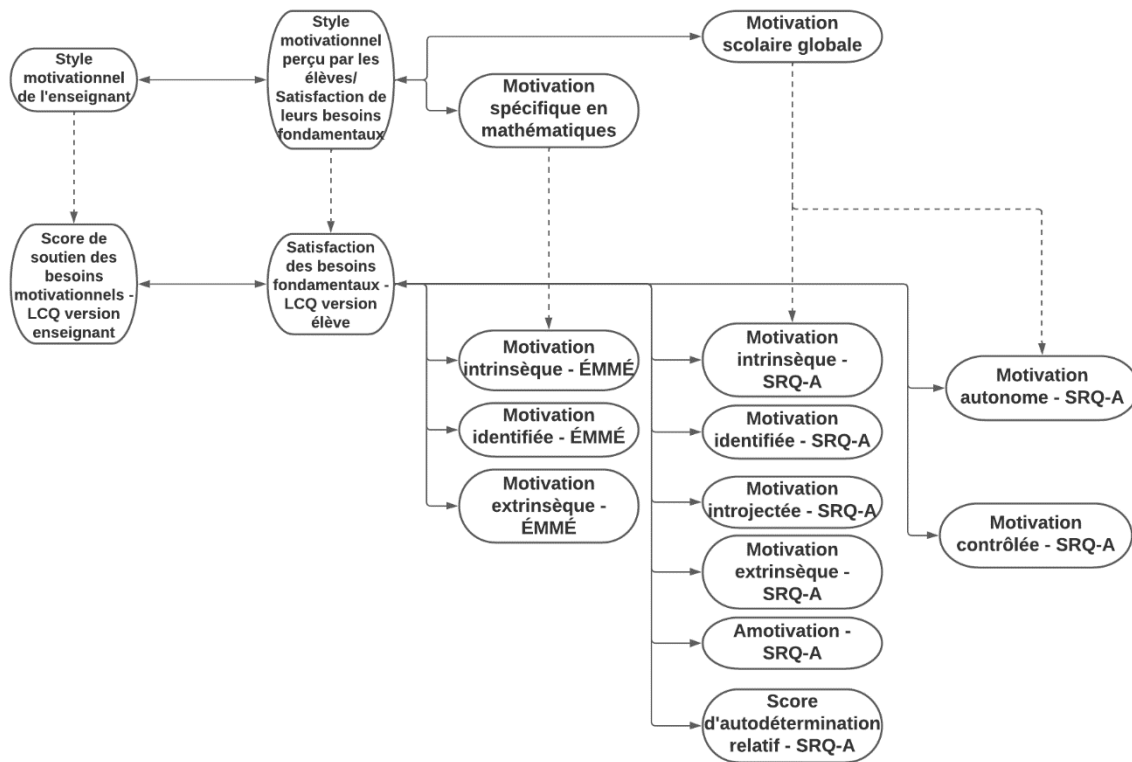 Style
motivationnel
de l'enseignant
Style
motivationnel
perçu par les
élèves/
Satisfaction de
leurs besoins
fondamentaux
Motivation
spécifique en
mathématiques
Motivation
scolaire globale
Score de
soutien des
besoins
motivationnels -
LCQ version
enseignant
Satisfaction
des besoins
fondamentaux -
LCQ version
élève
Motivation
intrinsèque - ÉMMÉ
Motivation
identifiée - ÉMMÉ
Motivation
extrinsèque -
ÉMMÉ
Motivation
intrinsèque -
SRQ-A
Motivation
identifiée - SRQ-A
Motivation
introjectée - SRQ-A
Motivation
extrinsèque -
SRQ-A
Amotivation -
SRQ-A
Score
d'autodétermination
relatif - SRQ-A
Motivation
autonome - SRQ-A
Motivation
contrôlée - SRQ-A